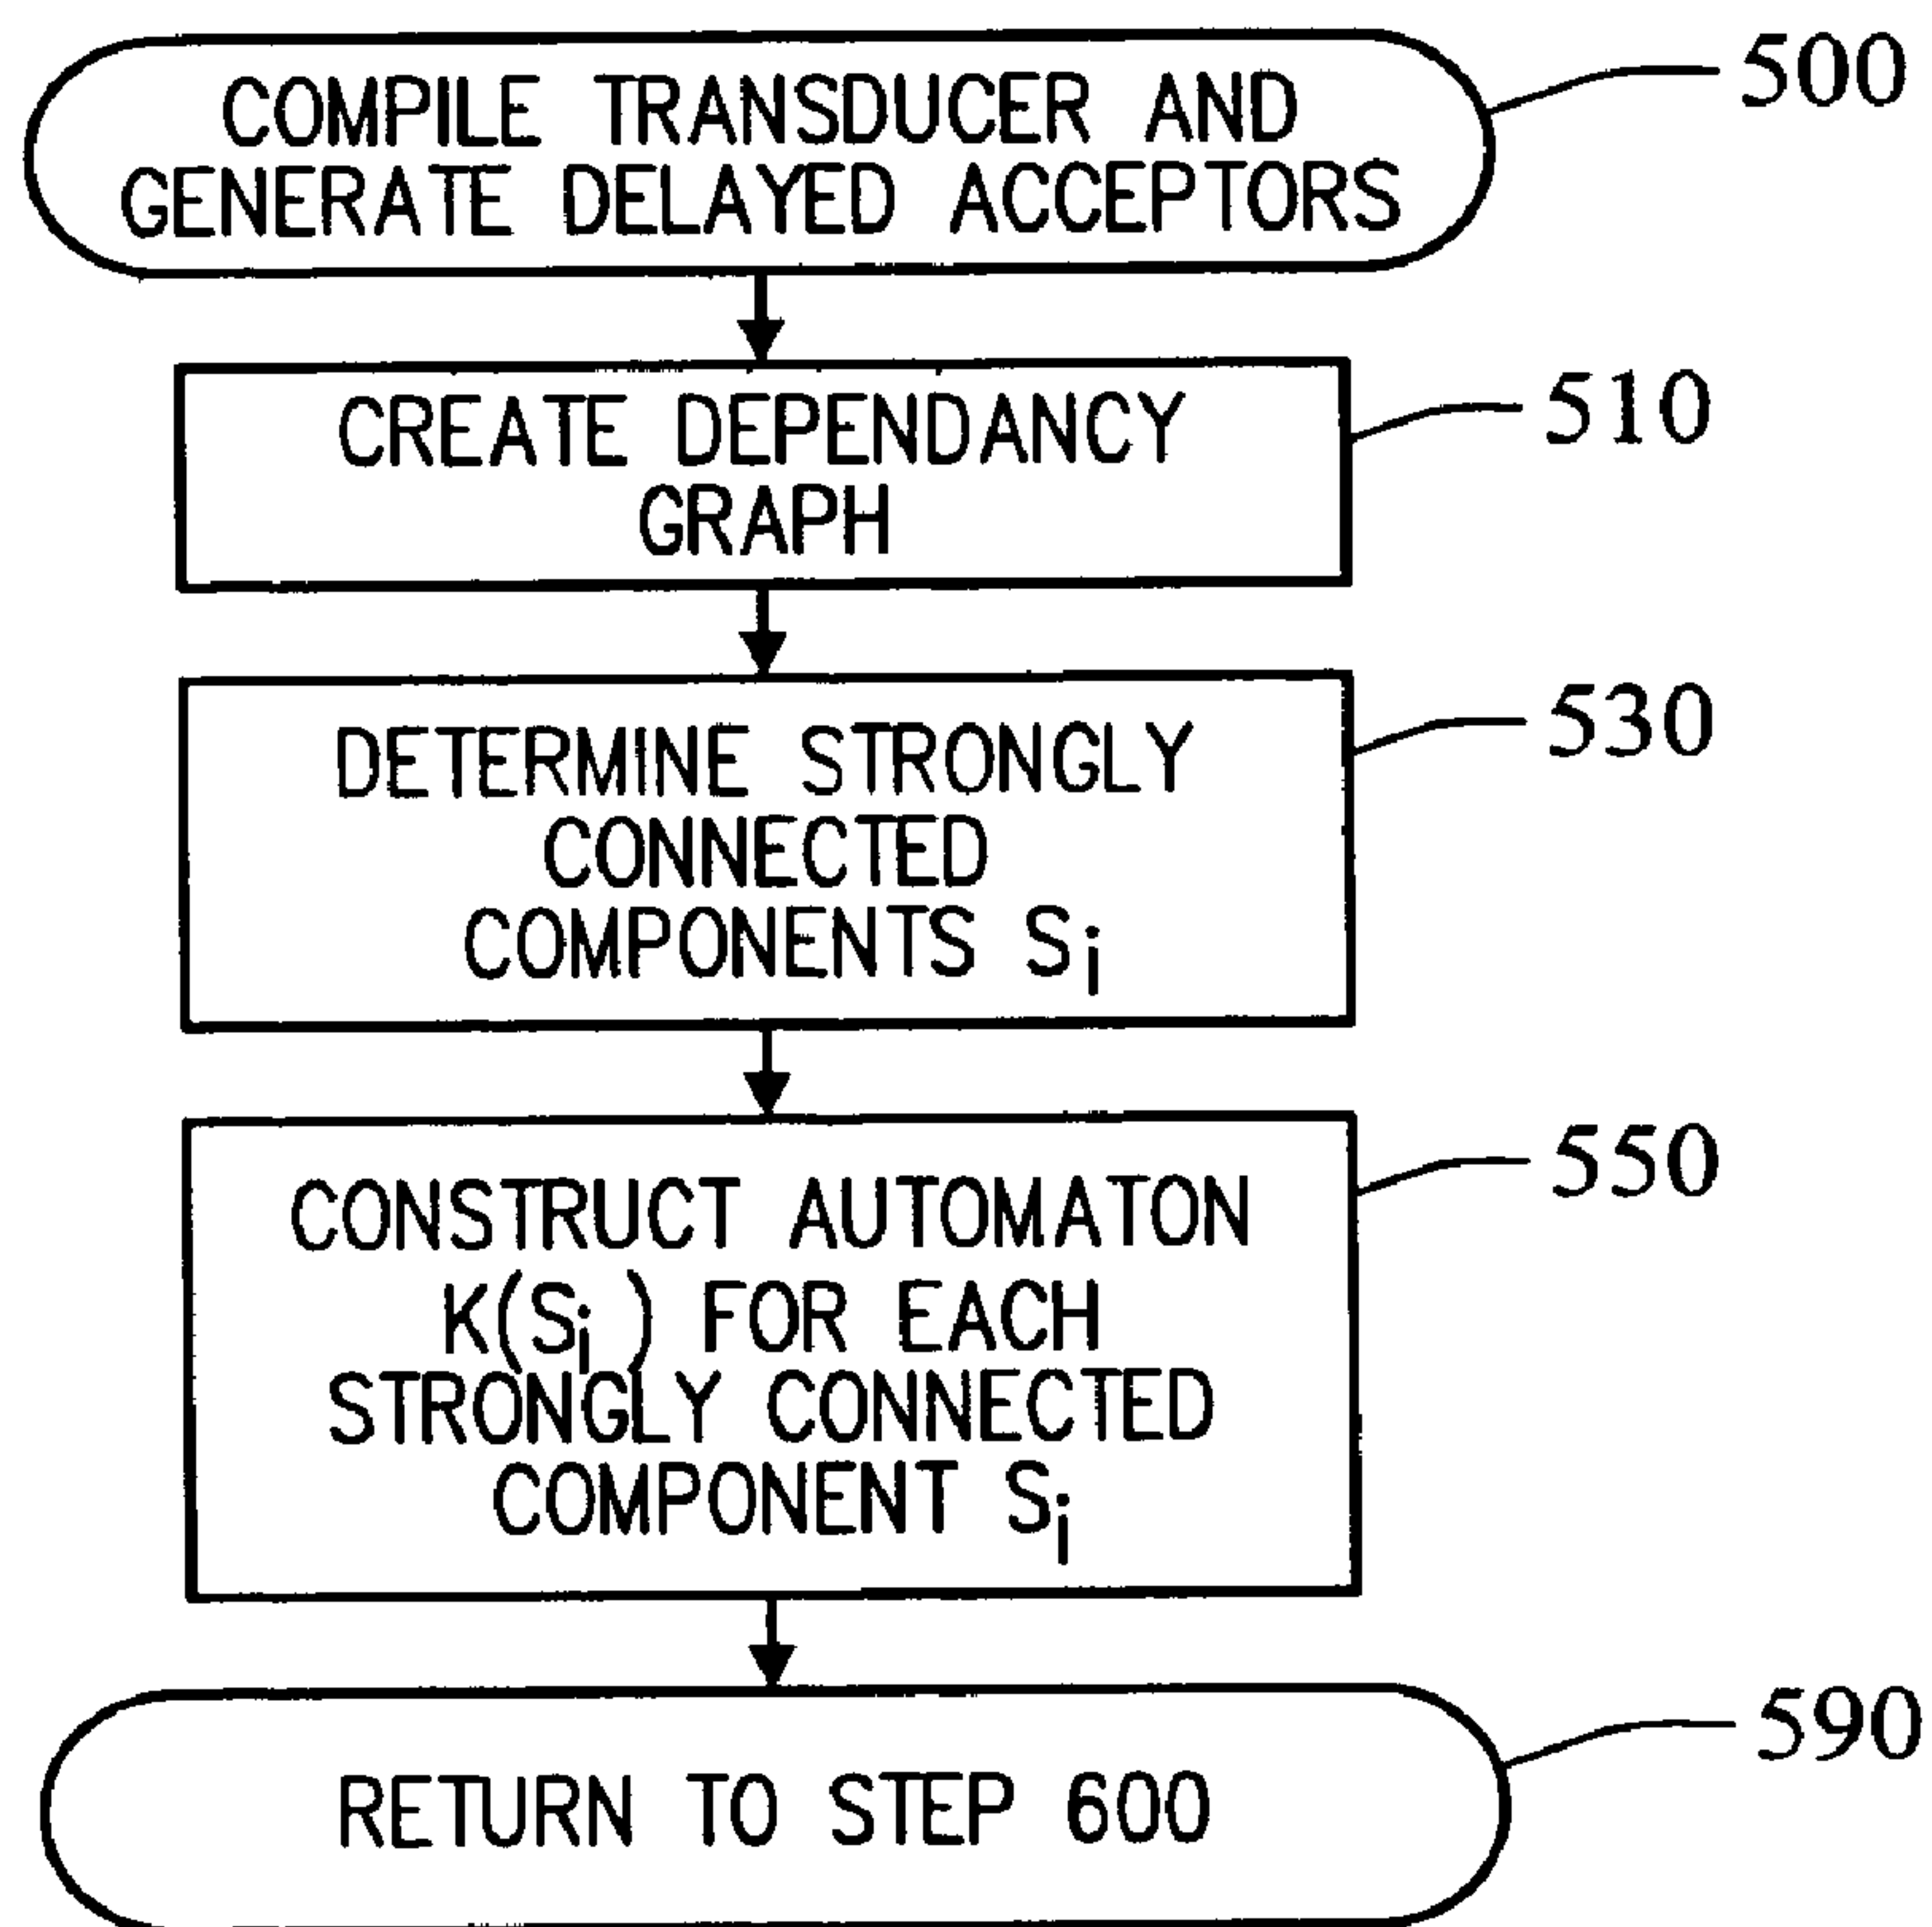 COMPILE TRANSDUCER AND
GENERATE DELAYED ACCEPTORS
500
CREATE DEPENDANCY
GRAPH
510
DETERMINE STRONGLY
CONNECTED
COMPONENTS Si
530
CONSTRUCT AUTOMATON
K(Si) FOR EACH
STRONGLY CONNECTED
COMPONENT Si
550
RETURN TO STEP 600
590